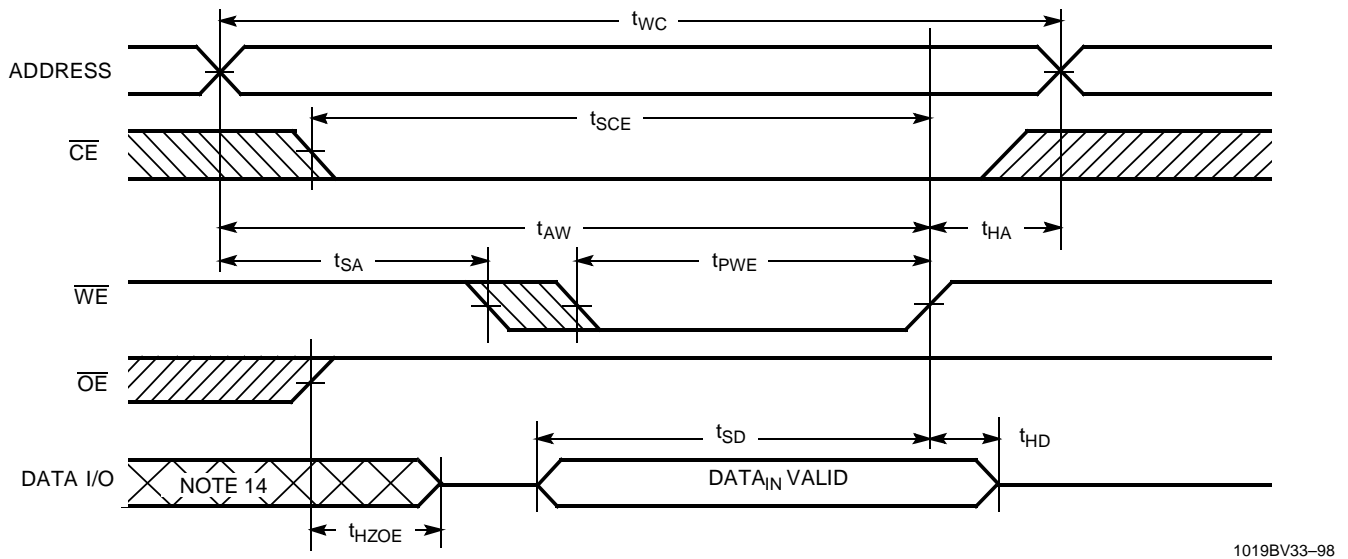 tWC
ADDRESS
tSCE
CE
tAW
tHA
tSA
tPWE
WE
OE
tSD
tHD
DATA I/O
NOTE 14
DATAIN VALID
tHZOE
1019BV33–98